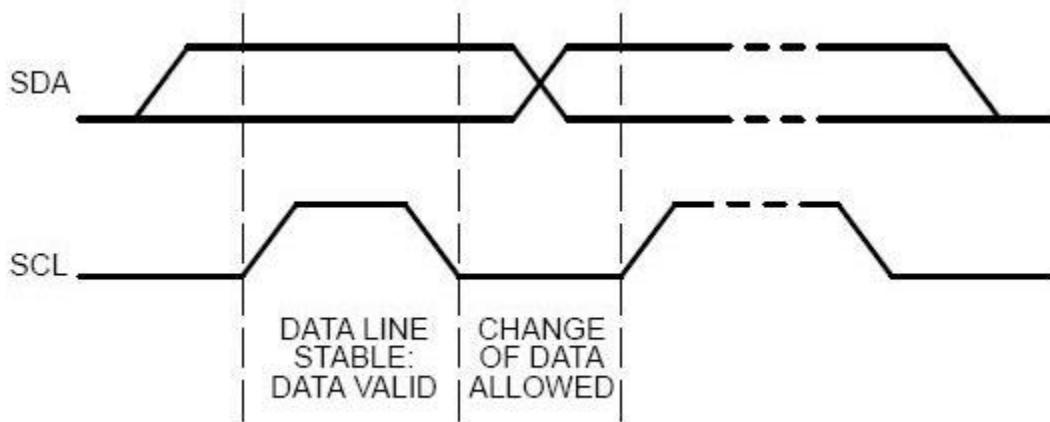 SDA
SCL
DATA LINE
STABLE:
DATA VALID
CHANGE
OF DATA
ALLOWED